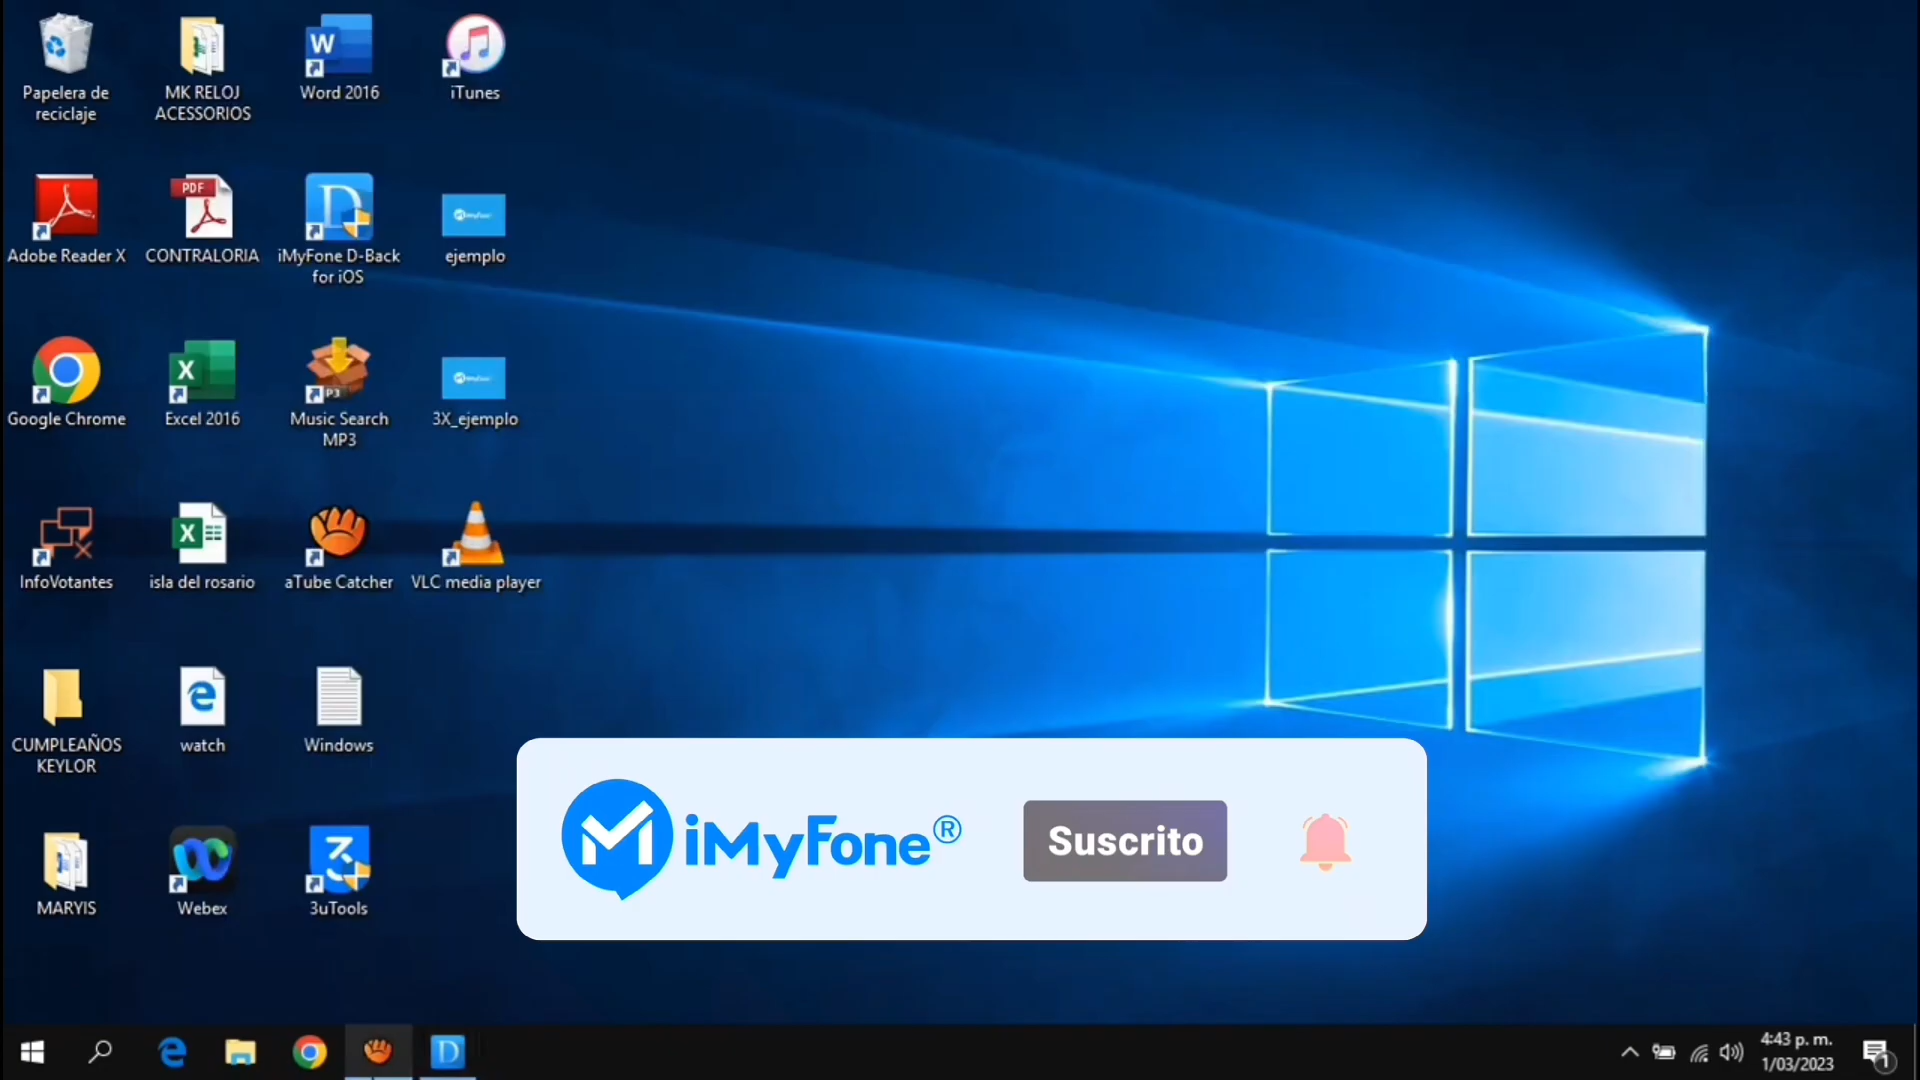 Papelera de
reciclaje
MK RELOJ
ACESSORIOS
Word 2016
iTunes
Adobe Reader X
PDF
CONTRALORIA
iMyFone D-Back
for iOS
ejemplo
Google Chrome
Excel 2016
Music Search
MP3
3X_ejemplo
InfoVotantes
isla del rosario
aTube Catcher
VLC media player
CUMPLEAÑOS
KEYLOR
watch
Windows
MARYIS
Webex
3uTools
iMyFone®
Suscrito
4:43 p. m.
1/03/2023
1